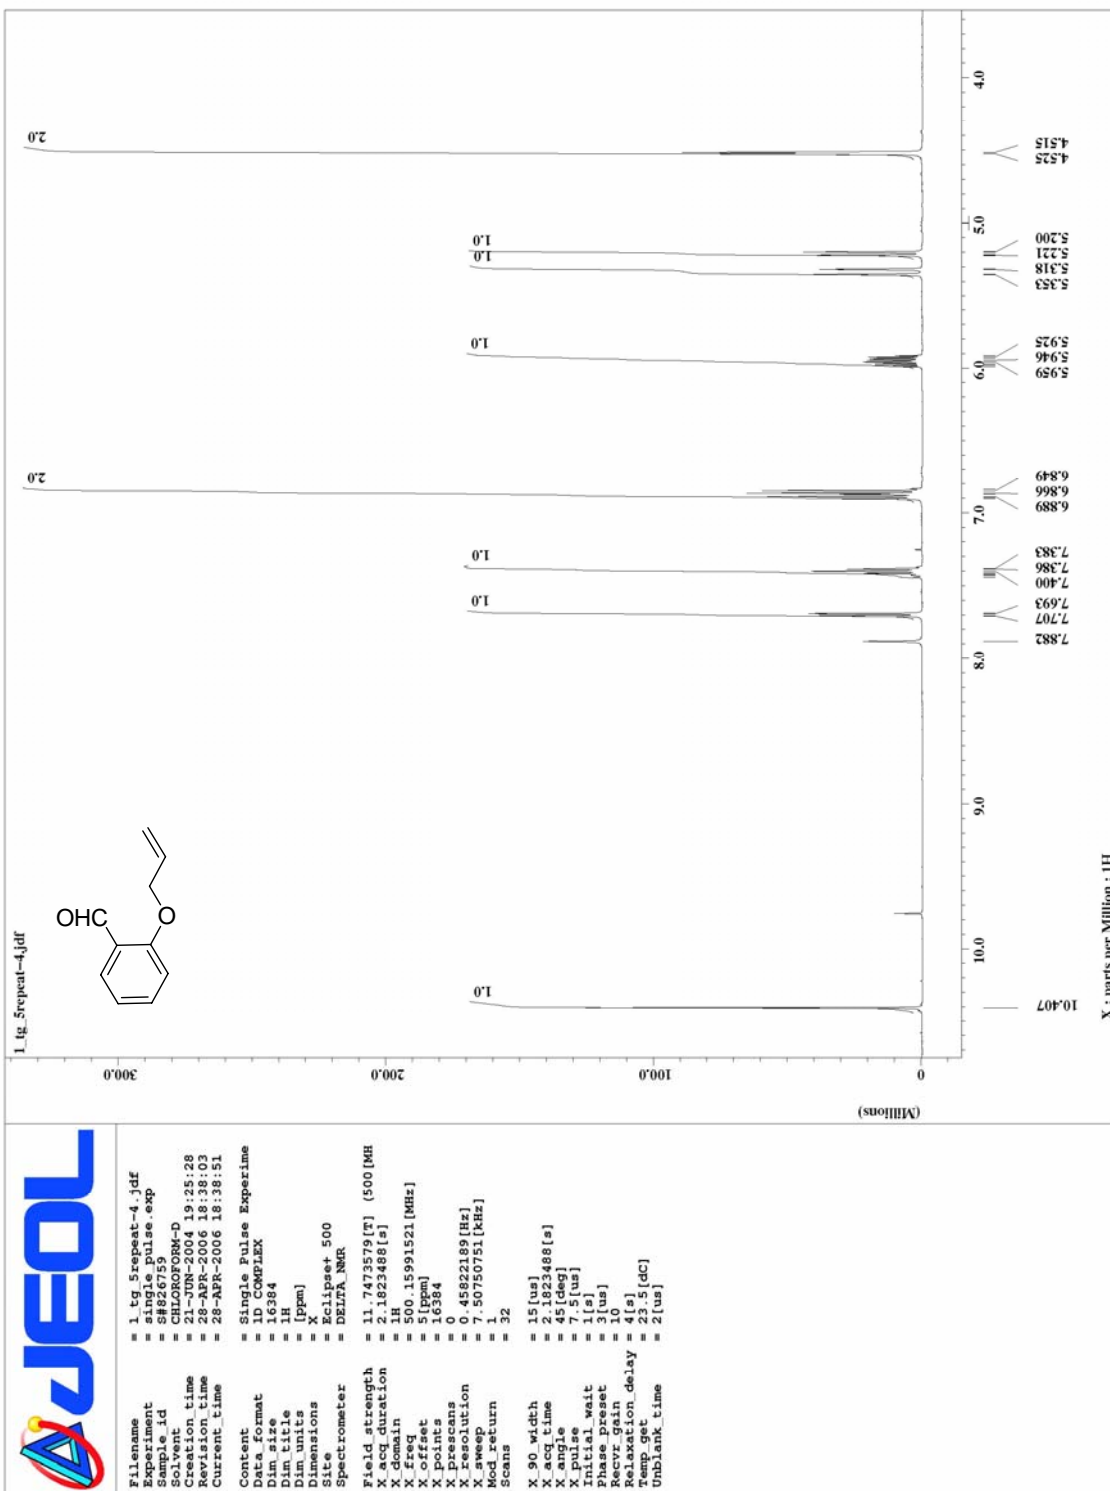 JEOL
Filename = 1_tg_5repeat-4.jdf
Experiment = single_pulse.exp
Sample_id = S#826759
Solvent = CHLOROFORM-D
Creation_time = 21-JUN-2004 19:25:28
Revision_time = 28-APR-2006 18:38:03
Current_time = 28-APR-2006 18:38:51
Content = Single Pulse Experime
Data_format = 1D COMPLEX
Dim_size = 16384
Dim_title = 1H
Dim_units = [ppm]
Dimensions = X
Site = Eclipse+ 500
Spectrometer = DELTA_NMR
Field_strength = 11.7473579[T] (500[MH
X_acq_duration = 2.1823488[s]
X_domain = 1H
X_freq = 500.15991521[MHz]
X_offset = 5[ppm]
X_points = 16384
X_prescans = 0
X_resolution = 0.45822189[Hz]
X_sweep = 7.50750751[kHz]
Mod_return = 1
Scans = 32
X_90_width = 15[us]
X_acq_time = 2.1823488[s]
X_angle = 45[deg]
X_pulse = 7.5[us]
Initial_wait = 1[s]
Phase_preset = 3[us]
Recvr_gain = 10
Relaxation_delay = 4[s]
Temp_get = 23.5[dC]
Unblank_time = 2[us]
1_tg_5repeat-4.jdf
OHC
O
(Millions)
0 100.0 200.0 300.0
1.0
1.0
1.0
2.0
1.0
1.0
1.0
2.0
10.0 9.0 8.0 7.0 6.0 5.0 4.0
10.407
7.882
7.707
7.693
7.400
7.386
7.383
6.889
6.866
6.849
5.959
5.946
5.925
5.353
5.318
5.221
5.200
4.525
4.515
X : parts per Million : 1H